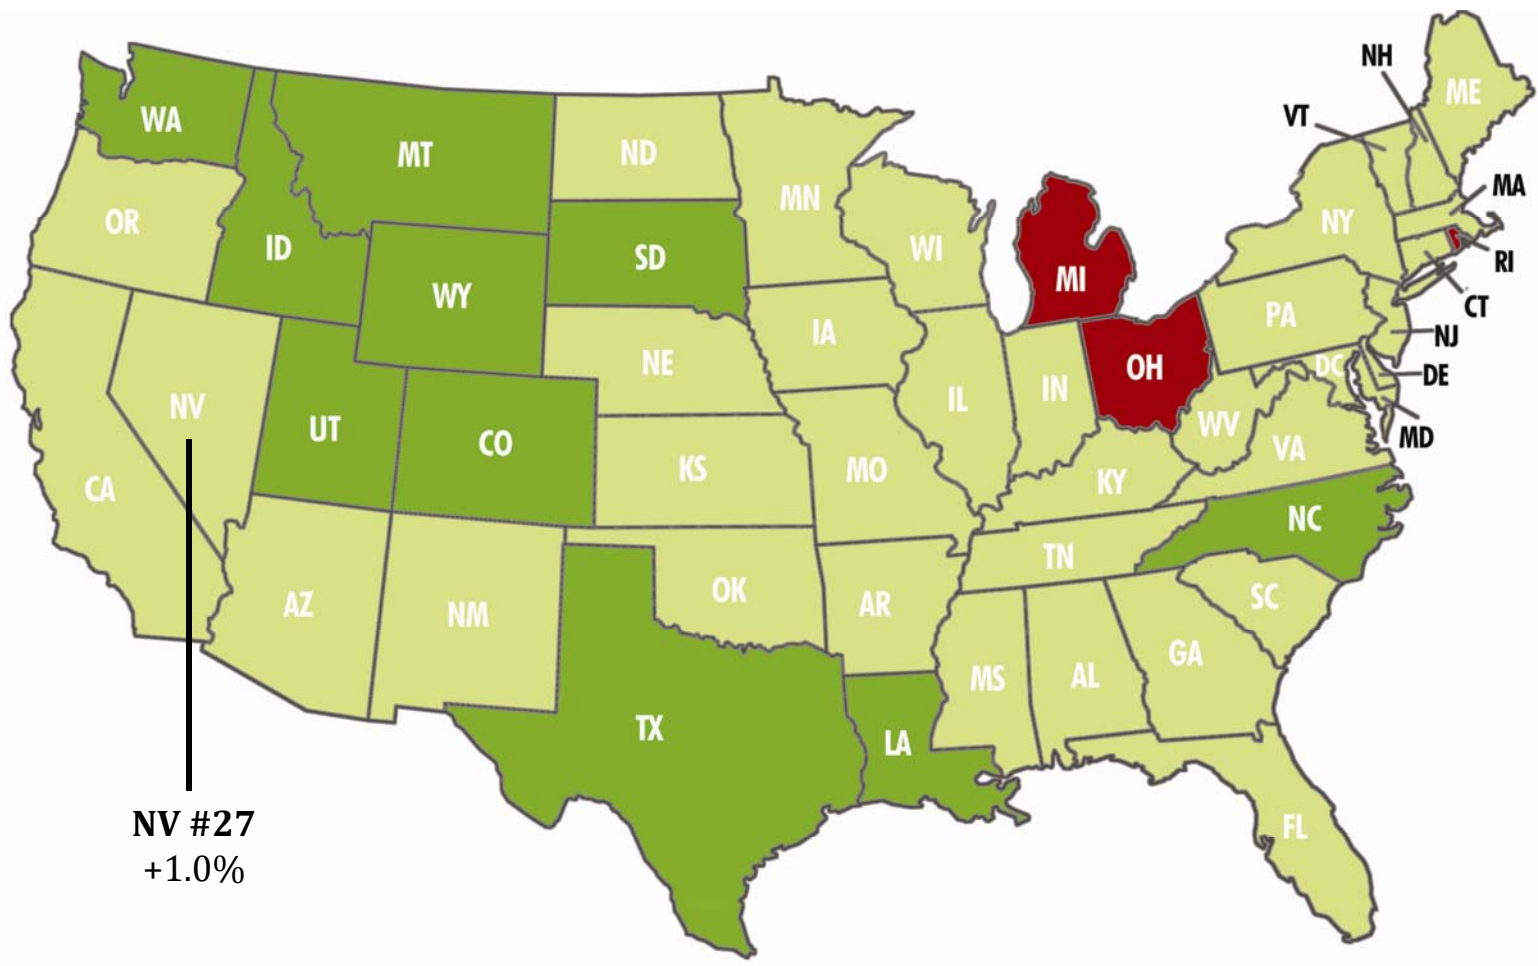 NH
ME
VT
WA
MT
ND
MN
MA
OR
ID
SD
WI
NY
RI
MI
WY
CT
PA
NJ
IA
NE
OH
DC
DE
NV
IL
IN
UT
CO
WV
MD
VA
KS
MO
CA
KY
NC
TN
OK
AZ
NM
AR
SC
GA
MS
AL
TX
LA
FL
NV #27
+1.0%